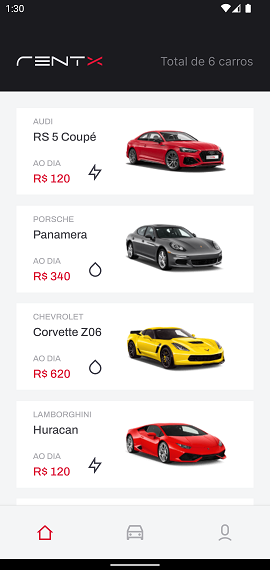 1:30
RENTX
Total de 6 carros
AUDI
RS 5 Coupé
AO DIA
R$ 120
PORSCHE
Panamera
AO DIA
R$ 340
CHEVROLET
Corvette Z06
AO DIA
R$ 620
LAMBORGHINI
Huracan
AO DIA
R$ 120